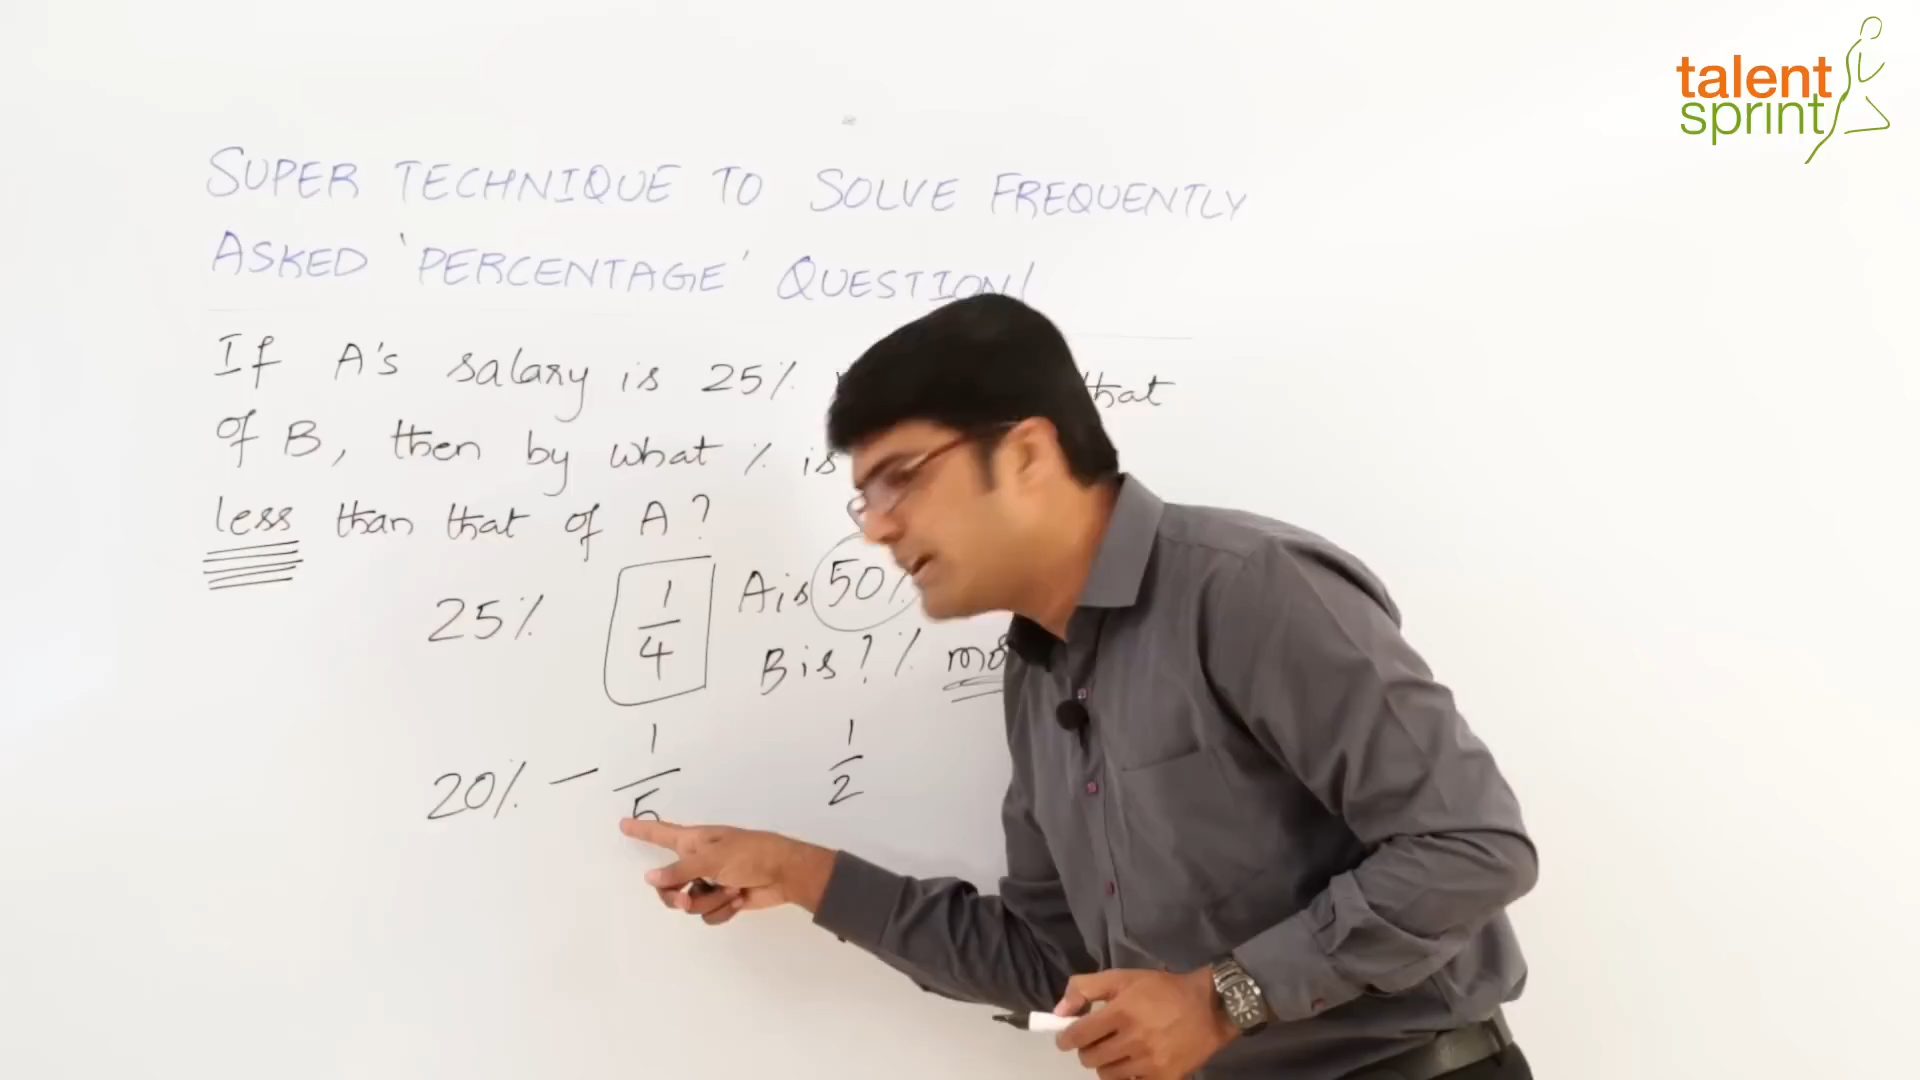 talent
sprint
SUPER TECHNIQUE TO SOLVE FREQUENTLY
ASKED 'PERCENTAGE' QUESTION!
If A's salary is 25% that
of B, then by what % is
less than that of A?
25% 1/4 A is 50%
B is ? %
20% — 1/5 1/2